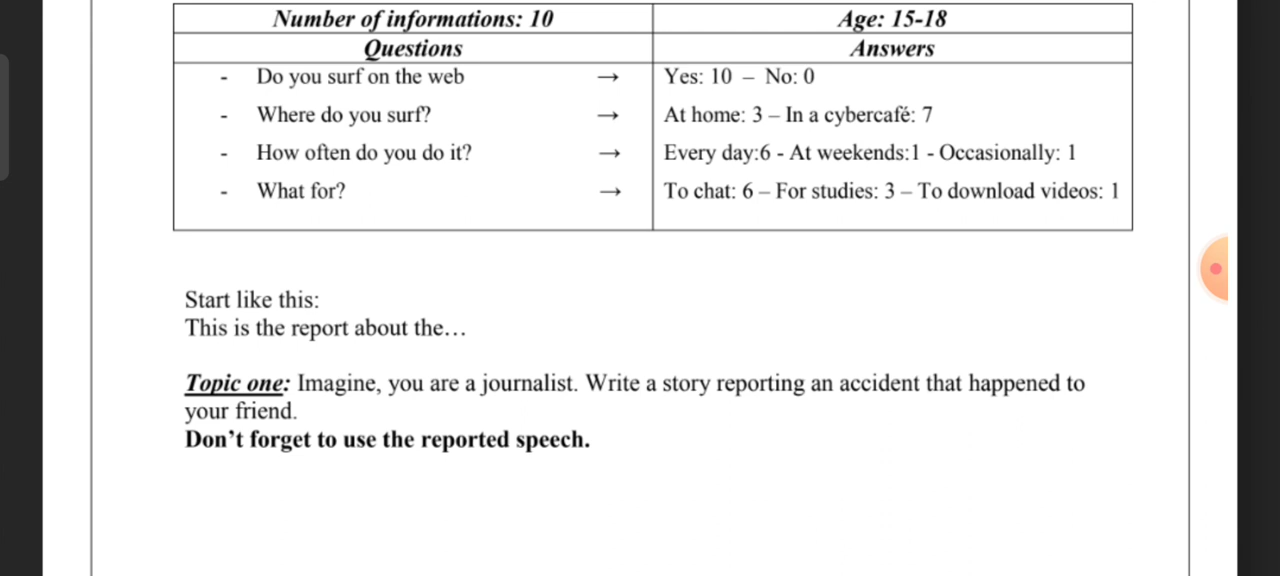 Number of informations: 10 Age: 15-18
Questions Answers
- Do you surf on the web → Yes: 10 – No: 0
- Where do you surf? → At home: 3 – In a cybercafé: 7
- How often do you do it? → Every day:6 - At weekends:1 - Occasionally: 1
- What for? → To chat: 6 – For studies: 3 – To download videos: 1
Start like this:
This is the report about the…
Topic one: Imagine, you are a journalist. Write a story reporting an accident that happened to
your friend.
Don’t forget to use the reported speech.